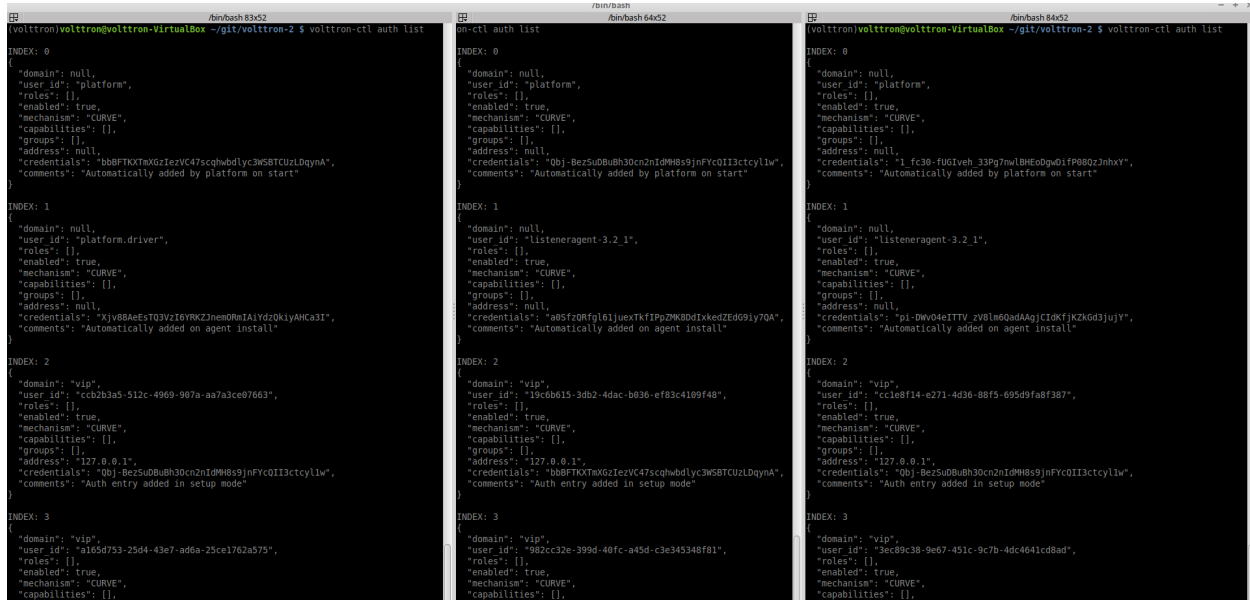 /bin/bash
/bin/bash 83x52
(volttron)volttron@volttron-VirtualBox ~/git/volttron-2 $ volttron-ctl auth list
INDEX: 0
{
"domain": null,
"user_id": "platform",
"roles": [],
"enabled": true,
"mechanism": "CURVE",
"capabilities": [],
"groups": [],
"address": null,
"credentials": "bbBFTKXTmXGzIezVC47scqhwbdlyc3WSBTCUzLDqynA",
"comments": "Automatically added by platform on start"
}
INDEX: 1
{
"domain": null,
"user_id": "platform.driver",
"roles": [],
"enabled": true,
"mechanism": "CURVE",
"capabilities": [],
"groups": [],
"address": null,
"credentials": "Xjv88AeEsTQ3VzI6YRKZJnemORmIAiYdzQkiyAHCa3I",
"comments": "Automatically added on agent install"
}
INDEX: 2
{
"domain": "vip",
"user_id": "ccb2b3a5-512c-4969-907a-aa7a3ce07663",
"roles": [],
"enabled": true,
"mechanism": "CURVE",
"capabilities": [],
"groups": [],
"address": "127.0.0.1",
"credentials": "Qbj-BezSuDBuBh3Ocn2nIdMH8s9jnFYcQII3ctcyl1w",
"comments": "Auth entry added in setup mode"
}
INDEX: 3
{
"domain": "vip",
"user_id": "a165d753-25d4-43e7-ad6a-25ce1762a575",
"roles": [],
"enabled": true,
"mechanism": "CURVE",
"capabilities": [],
/bin/bash 64x52
on-ctl auth list
INDEX: 0
{
"domain": null,
"user_id": "platform",
"roles": [],
"enabled": true,
"mechanism": "CURVE",
"capabilities": [],
"groups": [],
"address": null,
"credentials": "Qbj-BezSuDBuBh3Ocn2nIdMH8s9jnFYcQII3ctcyl1w",
"comments": "Automatically added by platform on start"
}
INDEX: 1
{
"domain": null,
"user_id": "listeneragent-3.2_1",
"roles": [],
"enabled": true,
"mechanism": "CURVE",
"capabilities": [],
"groups": [],
"address": null,
"credentials": "a0SfzQRfgl61juexTkfIPpZMK8DdIxkedZEdG9iy7QA",
"comments": "Automatically added on agent install"
}
INDEX: 2
{
"domain": "vip",
"user_id": "19c6b615-3db2-4dac-b036-ef83c4109f48",
"roles": [],
"enabled": true,
"mechanism": "CURVE",
"capabilities": [],
"groups": [],
"address": "127.0.0.1",
"credentials": "bbBFTKXTmXGzIezVC47scqhwbdlyc3WSBTCUzLDqynA",
"comments": "Auth entry added in setup mode"
}
INDEX: 3
{
"domain": "vip",
"user_id": "982cc32e-399d-40fc-a45d-c3e345348f81",
"roles": [],
"enabled": true,
"mechanism": "CURVE",
"capabilities": [],
/bin/bash 84x52
(volttron)volttron@volttron-VirtualBox ~/git/volttron-2 $ volttron-ctl auth list
INDEX: 0
{
"domain": null,
"user_id": "platform",
"roles": [],
"enabled": true,
"mechanism": "CURVE",
"capabilities": [],
"groups": [],
"address": null,
"credentials": "1_fc30-fUGIveh_33Pg7nwlBHEoDgwDifP08QzJnhxY",
"comments": "Automatically added by platform on start"
}
INDEX: 1
{
"domain": null,
"user_id": "listeneragent-3.2_1",
"roles": [],
"enabled": true,
"mechanism": "CURVE",
"capabilities": [],
"groups": [],
"address": null,
"credentials": "pi-DWvO4eITTV_zV8lm6QadAAgjCIdKfjKZkGd3jujY",
"comments": "Automatically added on agent install"
}
INDEX: 2
{
"domain": "vip",
"user_id": "cc1e8f14-e271-4d36-88f5-695d9fa8f387",
"roles": [],
"enabled": true,
"mechanism": "CURVE",
"capabilities": [],
"groups": [],
"address": "127.0.0.1",
"credentials": "Qbj-BezSuDBuBh3Ocn2nIdMH8s9jnFYcQII3ctcyl1w",
"comments": "Auth entry added in setup mode"
}
INDEX: 3
{
"domain": "vip",
"user_id": "3ec89c38-9e67-451c-9c7b-4dc4641cd8ad",
"roles": [],
"enabled": true,
"mechanism": "CURVE",
"capabilities": [],